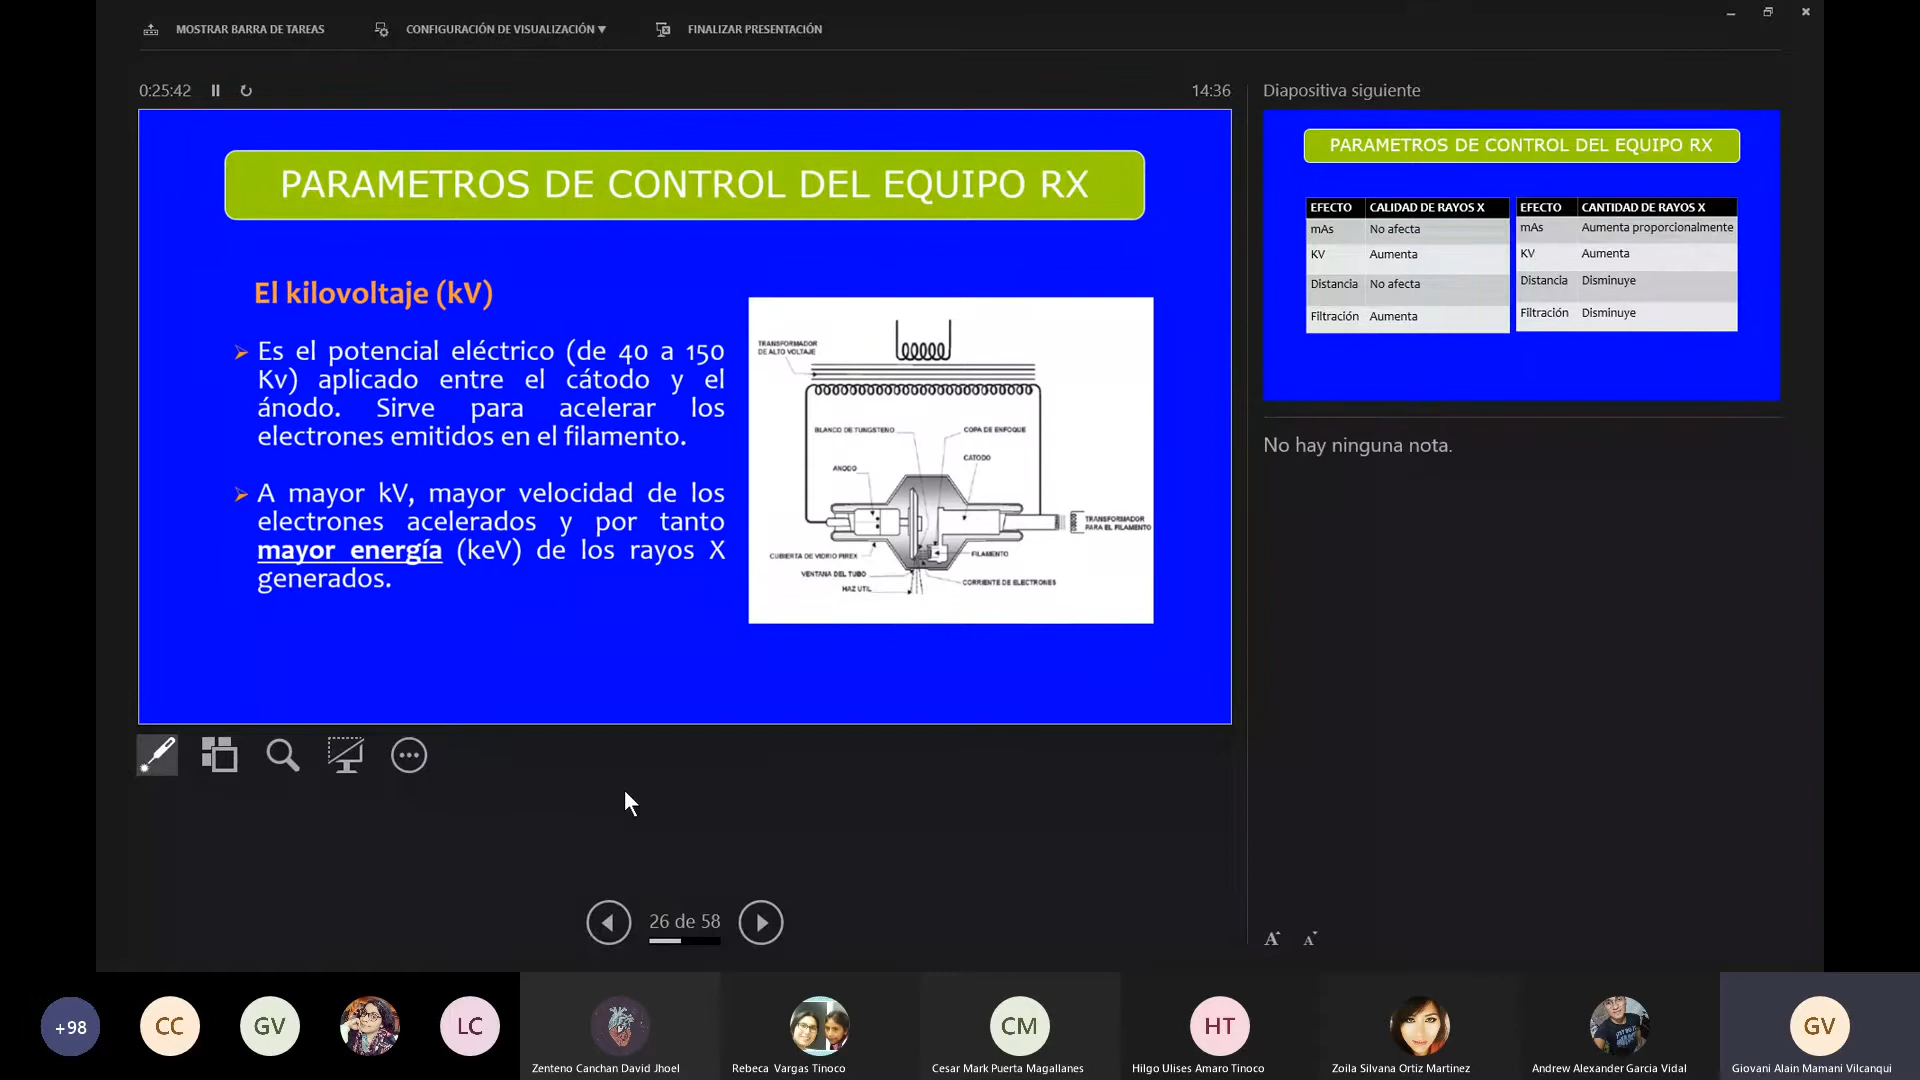 MOSTRAR BARRA DE TAREAS
CONFIGURACIÓN DE VISUALIZACIÓN ▾
FINALIZAR PRESENTACIÓN
0:25:42
14:36
PARAMETROS DE CONTROL DEL EQUIPO RX
El kilovoltaje (kV)
Es el potencial eléctrico (de 40 a 150
Kv) aplicado entre el cátodo y el
ánodo. Sirve para acelerar los
electrones emitidos en el filamento.
A mayor kV, mayor velocidad de los
electrones acelerados y por tanto
mayor energía (keV) de los rayos X
generados.
TRANSFORMADOR
DE ALTO VOLTAJE
BLANCO DE TUNGSTENO
COPA DE ENFOQUE
CATODO
ANODO
TRANSFORMADOR
PARA EL FILAMENTO
CUBIERTA DE VIDRIO PIREX
FILAMENTO
VENTANA DEL TUBO
CORRIENTE DE ELECTRONES
HAZ UTIL
Diapositiva siguiente
PARAMETROS DE CONTROL DEL EQUIPO RX
EFECTO CALIDAD DE RAYOS X
mAs No afecta
KV Aumenta
Distancia No afecta
Filtración Aumenta
EFECTO CANTIDAD DE RAYOS X
mAs Aumenta proporcionalmente
KV Aumenta
Distancia Disminuye
Filtración Disminuye
No hay ninguna nota.
26 de 58
A A
+98
CC
GV
LC
CM
HT
GV
Zenteno Canchan David Jhoel
Rebeca Vargas Tinoco
Cesar Mark Puerta Magallanes
Hilgo Ulises Amaro Tinoco
Zoila Silvana Ortiz Martinez
Andrew Alexander Garcia Vidal
Giovani Alain Mamani Vilcanqui